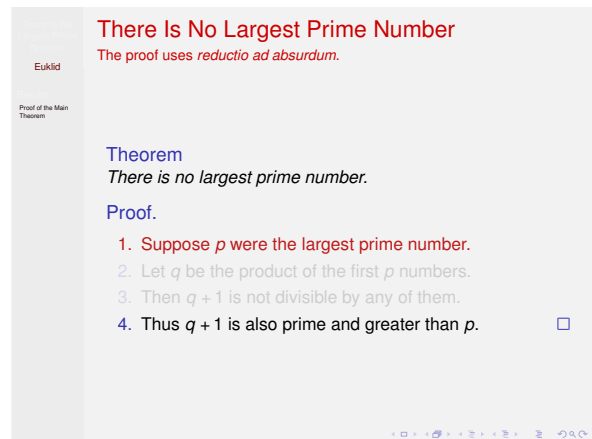 Euklid
Proof of the Main
Theorem
There Is No Largest Prime Number
The proof uses reductio ad absurdum.
Theorem
There is no largest prime number.
Proof.
1. Suppose p were the largest prime number.
2. Let q be the product of the first p numbers.
3. Then q + 1 is not divisible by any of them.
4. Thus q + 1 is also prime and greater than p.